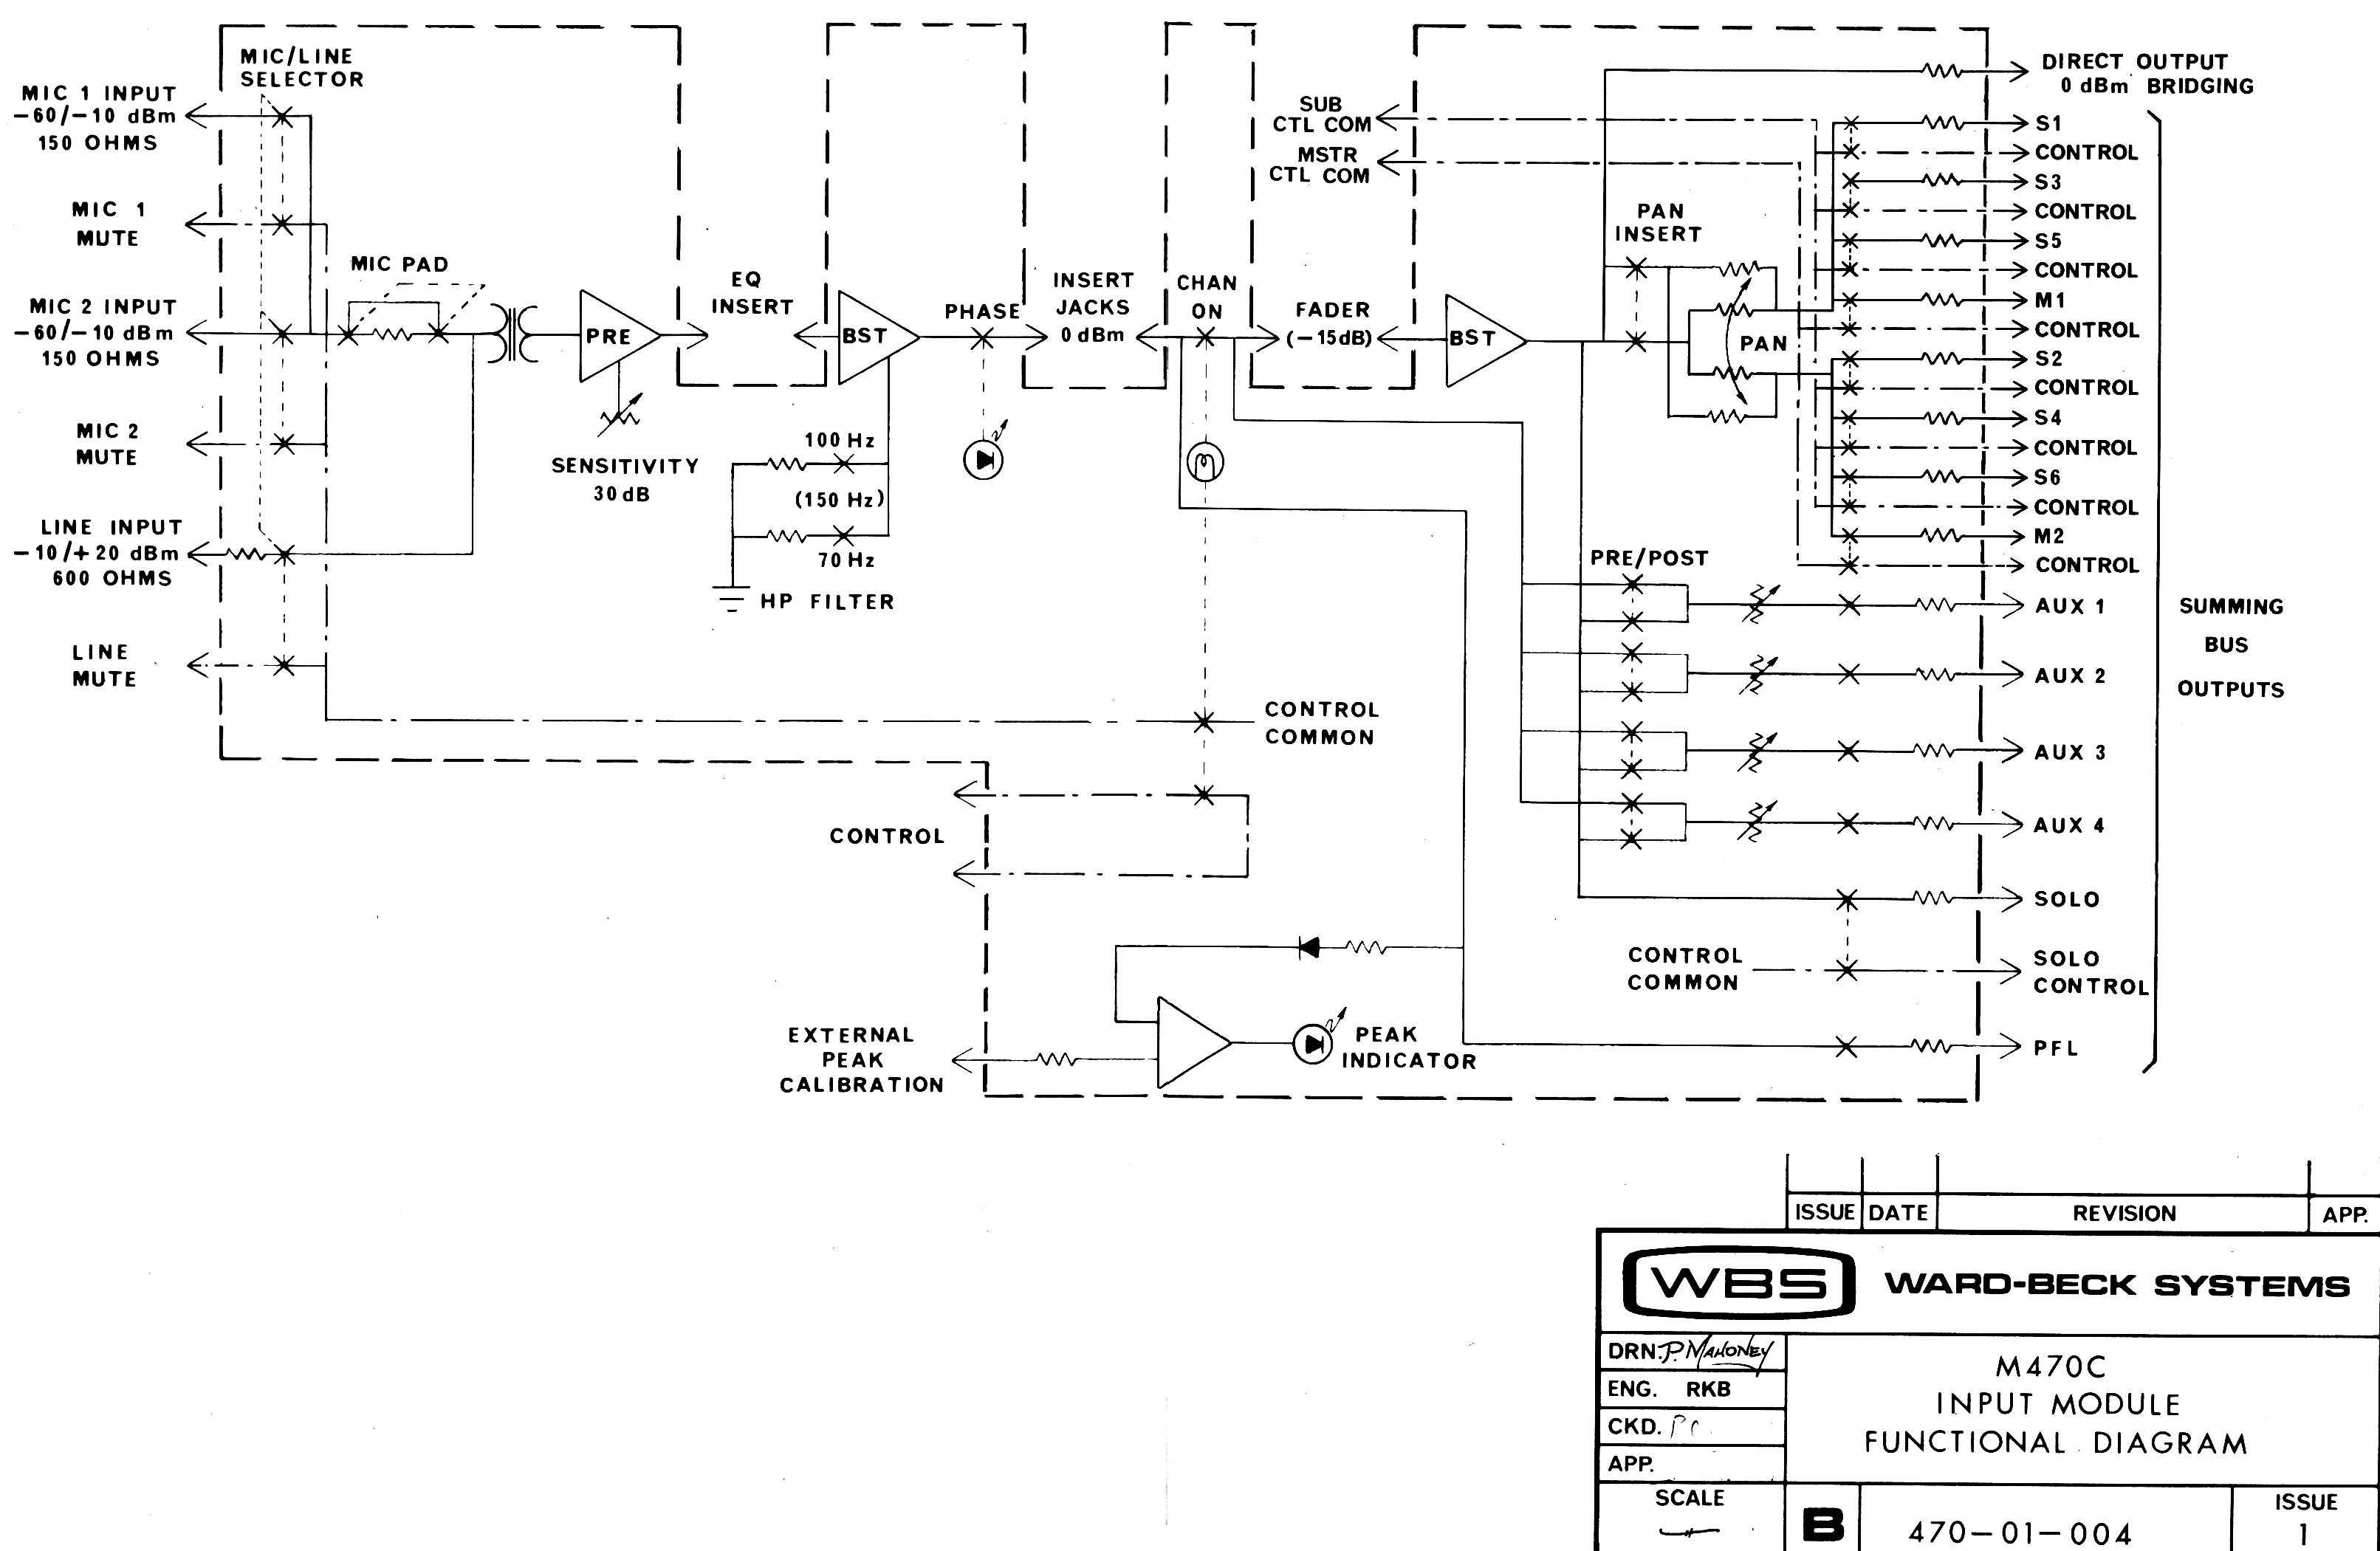 MIC/LINE
SELECTOR
MIC 1 INPUT
-60/-10 dBm
150 OHMS
MIC 1
MUTE
MIC 2 INPUT
-60/-10 dBm
150 OHMS
MIC 2
MUTE
LINE INPUT
-10/+20 dBm
600 OHMS
LINE
MUTE
MIC PAD
PRE
SENSITIVITY
30 dB
EQ
INSERT
BST
100 Hz
(150 Hz)
70 Hz
HP FILTER
PHASE
INSERT
JACKS
0 dBm
CHAN
ON
FADER
(-15dB)
SUB
CTL COM
MSTR
CTL COM
BST
PAN
INSERT
PAN
PRE/POST
CONTROL
COMMON
CONTROL
EXTERNAL
PEAK
CALIBRATION
PEAK
INDICATOR
CONTROL
COMMON
DIRECT OUTPUT
0 dBm BRIDGING
S1
CONTROL
S3
CONTROL
S5
CONTROL
M1
CONTROL
S2
CONTROL
S4
CONTROL
S6
CONTROL
M2
CONTROL
AUX 1
AUX 2
AUX 3
AUX 4
SOLO
SOLO
CONTROL
PFL
SUMMING
BUS
OUTPUTS
ISSUE DATE REVISION APP.
WBS WARD-BECK SYSTEMS
DRN. P. MAHONEY
ENG. RKB
CKD.
APP.
M470C
INPUT MODULE
FUNCTIONAL DIAGRAM
SCALE
B
470-01-004
ISSUE
1